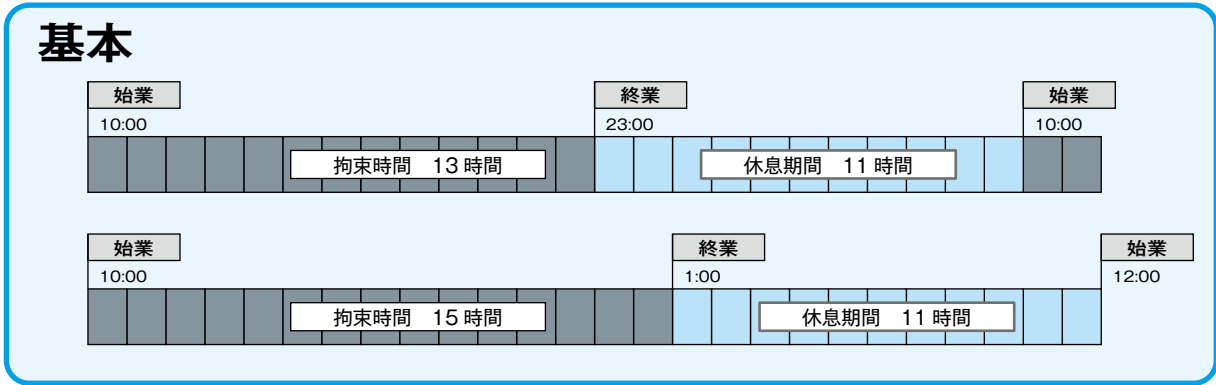 基本
始業 終業 始業
10:00 23:00 10:00
拘束時間 13 時間 休息期間 11 時間
始業 終業 始業
10:00 1:00 12:00
拘束時間 15 時間 休息期間 11 時間